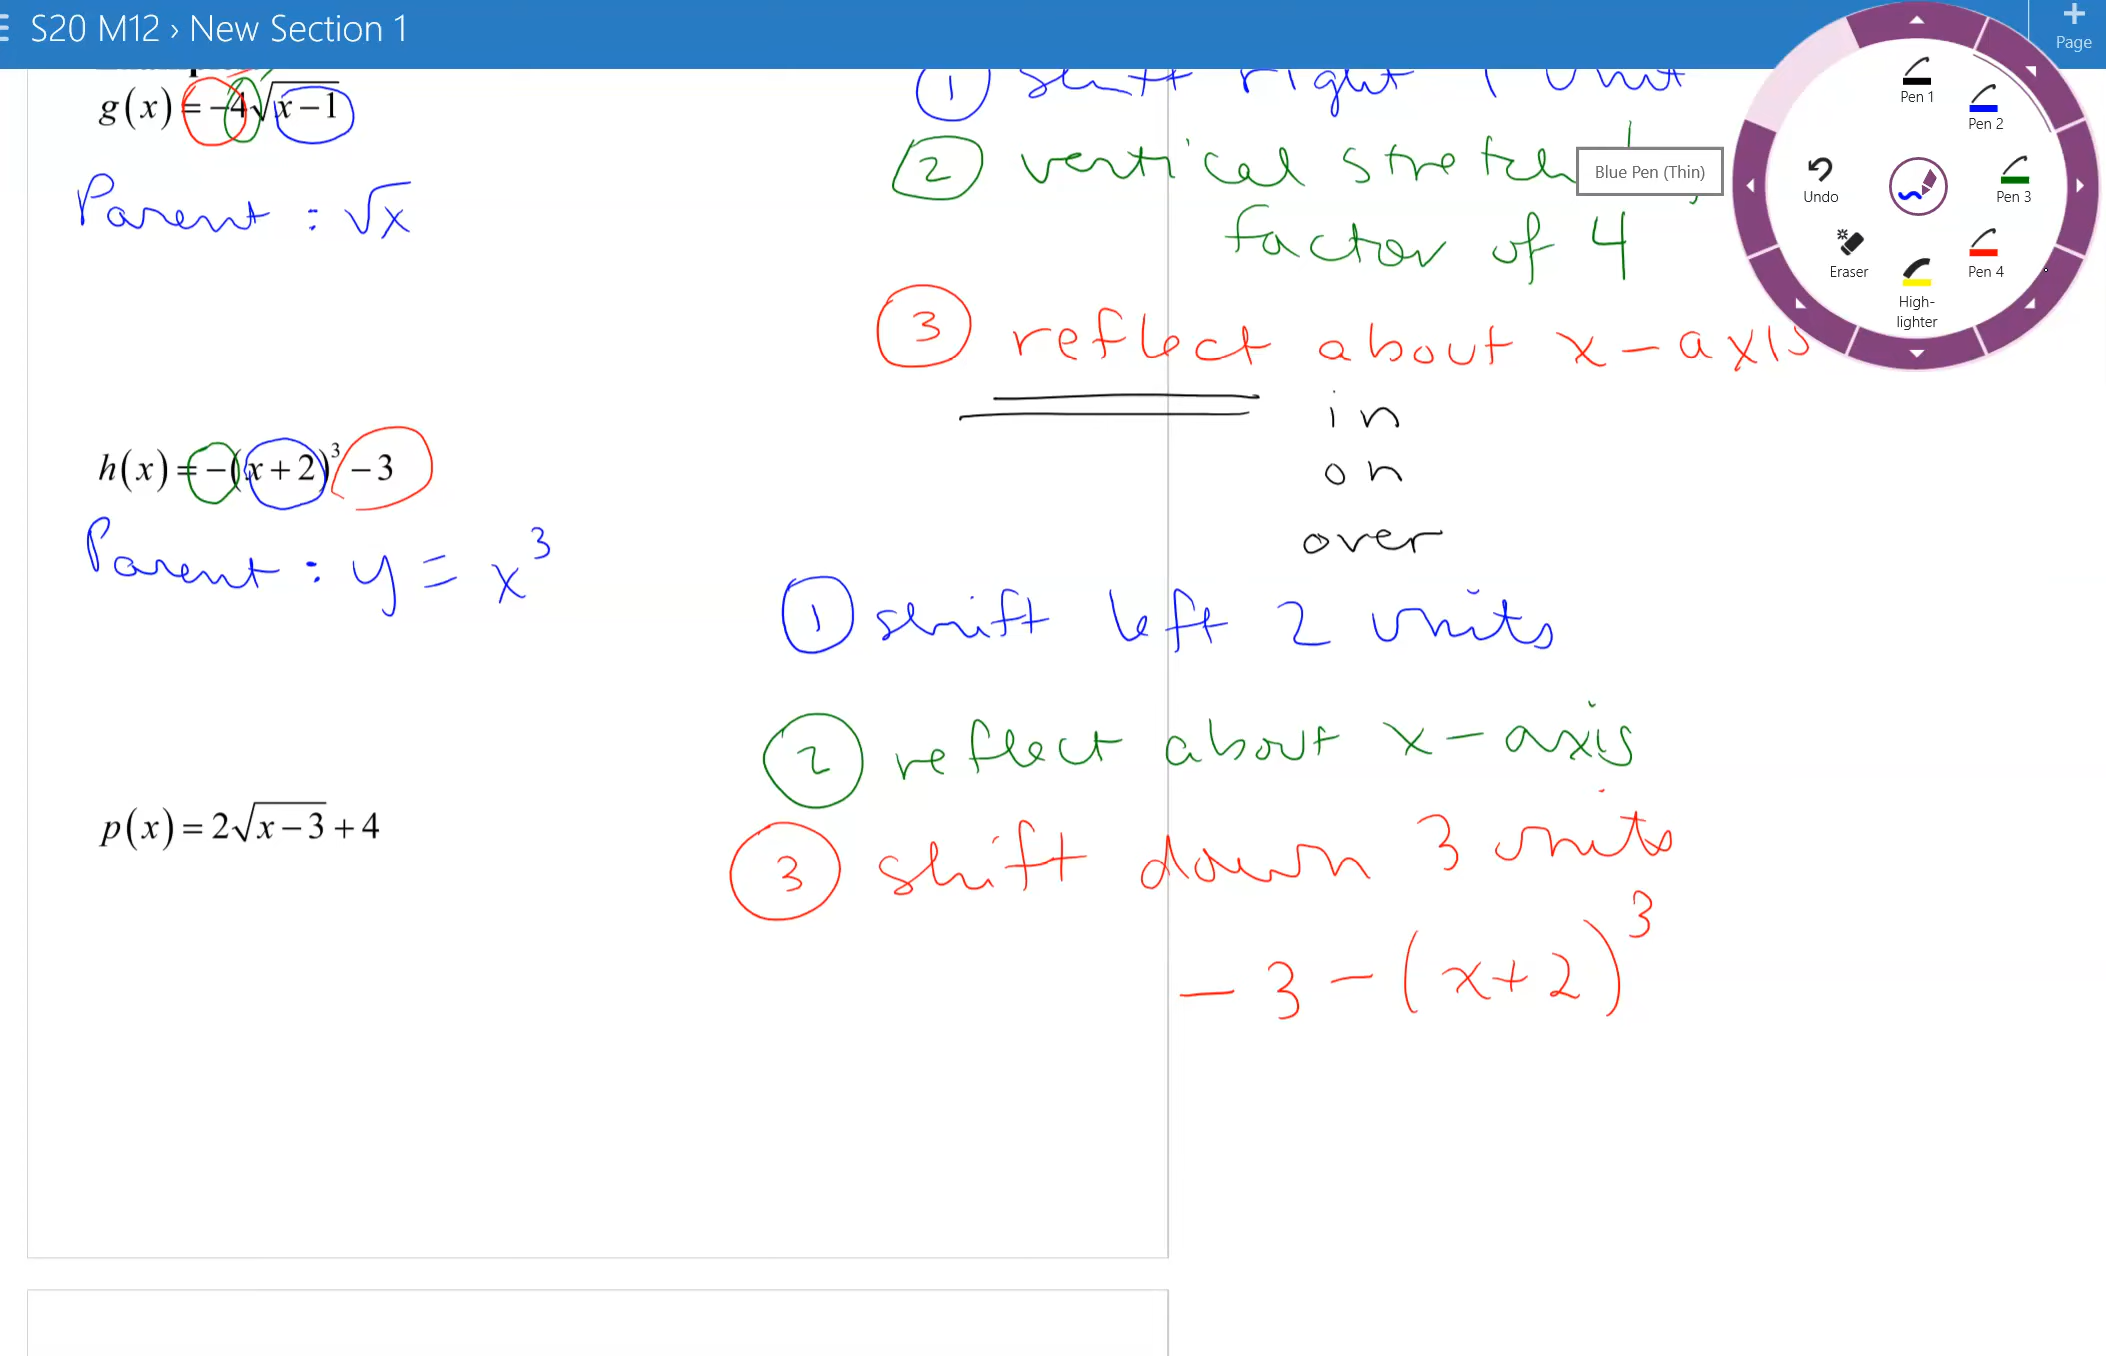 S20 M12 › New Section 1
Page
g(x) = -4√(x-1)
① shift right 1 unit
② vertical stretch
factor of 4
Parent : √x
③ reflect about x-axis
in
on
over
h(x) = -(x+2)³ - 3
Parent : y = x³
① shift left 2 units
② reflect about x-axis
③ shift down 3 units
-3-(x+2)³
p(x) = 2√(x-3) + 4
Blue Pen (Thin)
Pen 1
Pen 2
Pen 3
Pen 4
High-
lighter
Eraser
Undo